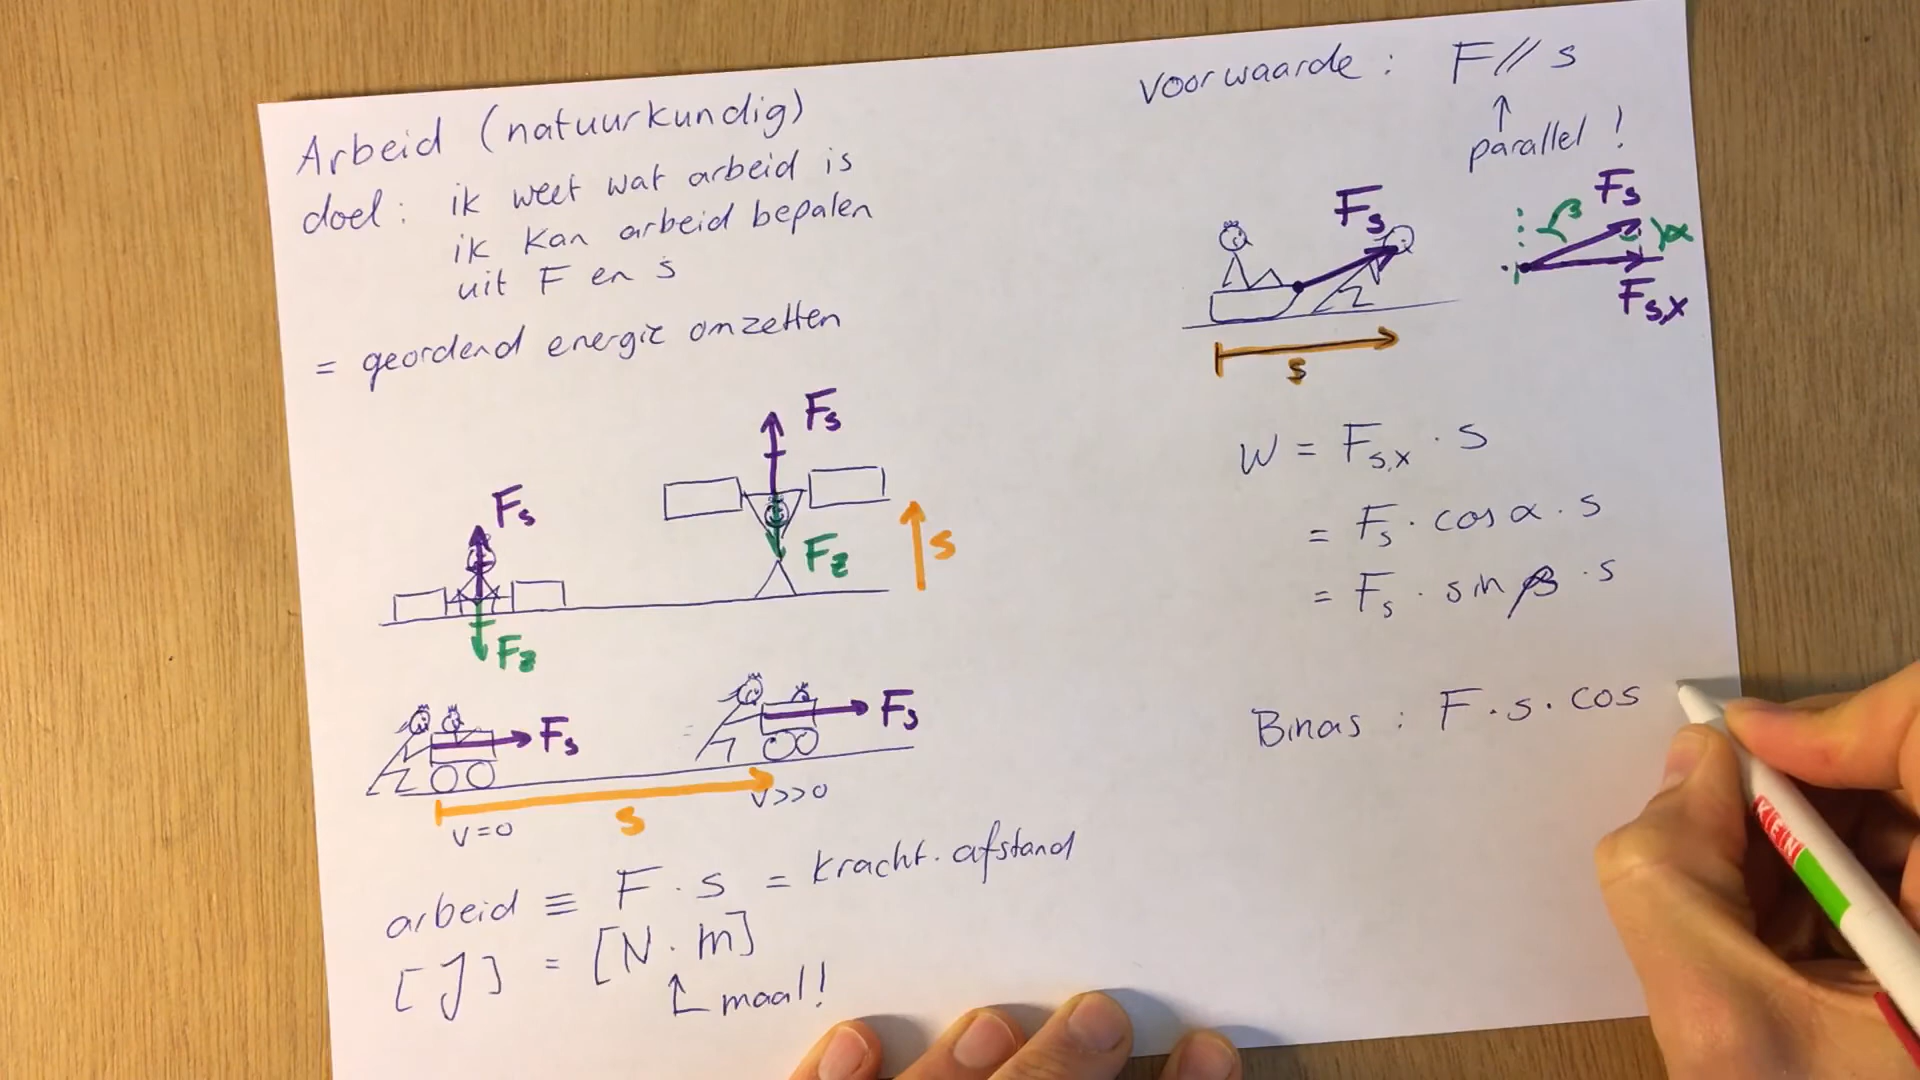 Arbeid (natuurkundig)
doel: ik weet wat arbeid is
ik kan arbeid bepalen
uit F en s
= geordend energie omzetten
Fs
Fz
Fs
Fz
s
Fs
Fs
s
v=0
v>>0
arbeid ≡ F · s = kracht · afstand
[J] = [N · m]
maal!
voorwaarde: F // s
parallel!
Fs
s
Fs
β
α
Fs,x
W = Fs,x · s
= Fs · cos α · s
= Fs · sin β · s
Binas: F · s · cos
KLEIN